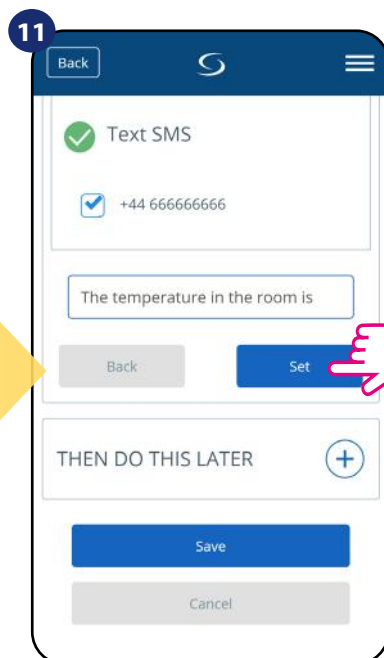 11
Back
Text SMS
+44 666666666
The temperature in the room is
Back Set
THEN DO THIS LATER
Save
Cancel